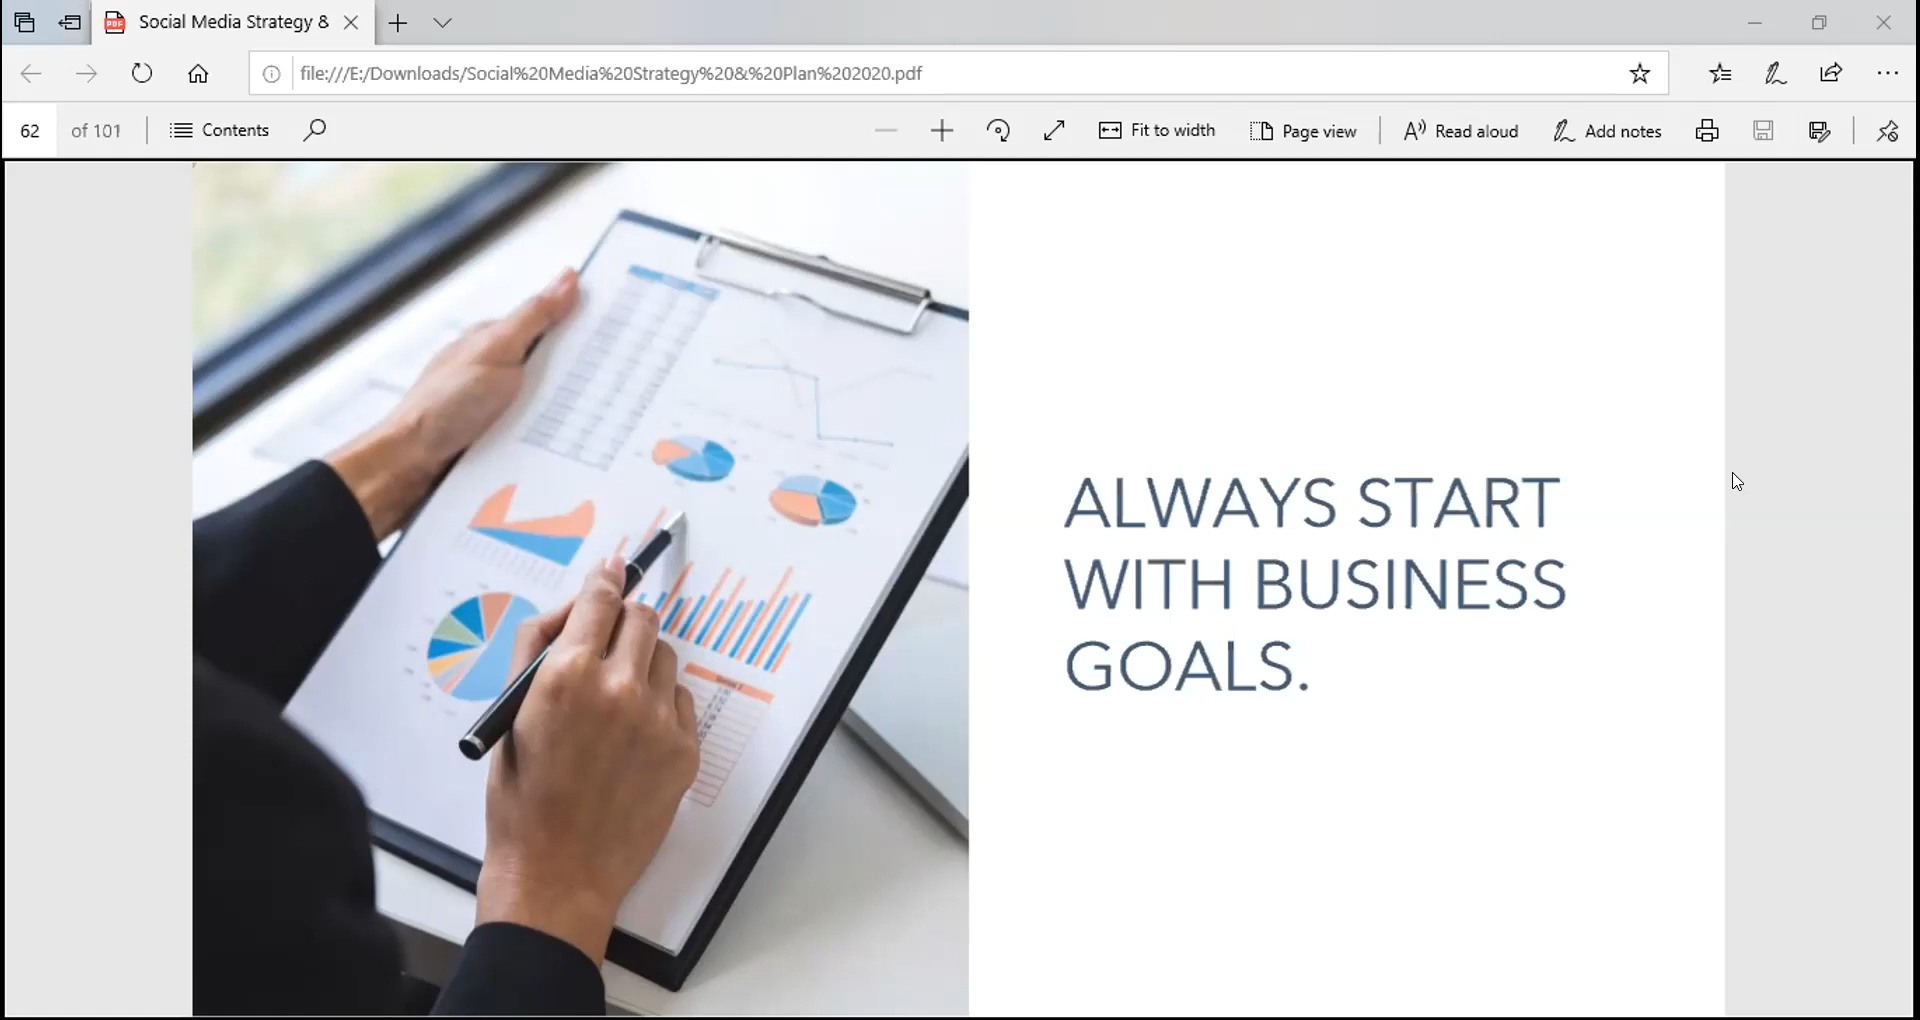 Social Media Strategy &
file:///E:/Downloads/Social%20Media%20Strategy%20&%20Plan%202020.pdf
62 of 101 Contents Fit to width Page view Read aloud Add notes
ALWAYS START
WITH BUSINESS
GOALS.